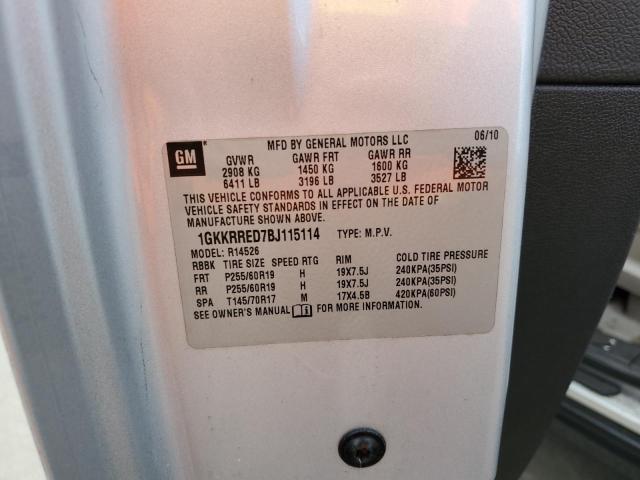 GM
MFD BY GENERAL MOTORS LLC 06/10
GVWR GAWR FRT GAWR RR
2908 KG 1450 KG 1600 KG
6411 LB 3196 LB 3527 LB
THIS VEHICLE CONFORMS TO ALL APPLICABLE U.S. FEDERAL MOTOR
VEHICLE SAFETY STANDARDS IN EFFECT ON THE DATE OF
MANUFACTURE SHOWN ABOVE.
1GKKRRED7BJ115114 TYPE: M.P.V.
MODEL: R14526
RBBK TIRE SIZE SPEED RTG RIM COLD TIRE PRESSURE
FRT P255/60R19 H 19X7.5J 240KPA(35PSI)
RR P255/60R19 H 19X7.5J 240KPA(35PSI)
SPA T145/70R17 M 17X4.5B 420KPA(60PSI)
SEE OWNER'S MANUAL FOR MORE INFORMATION.